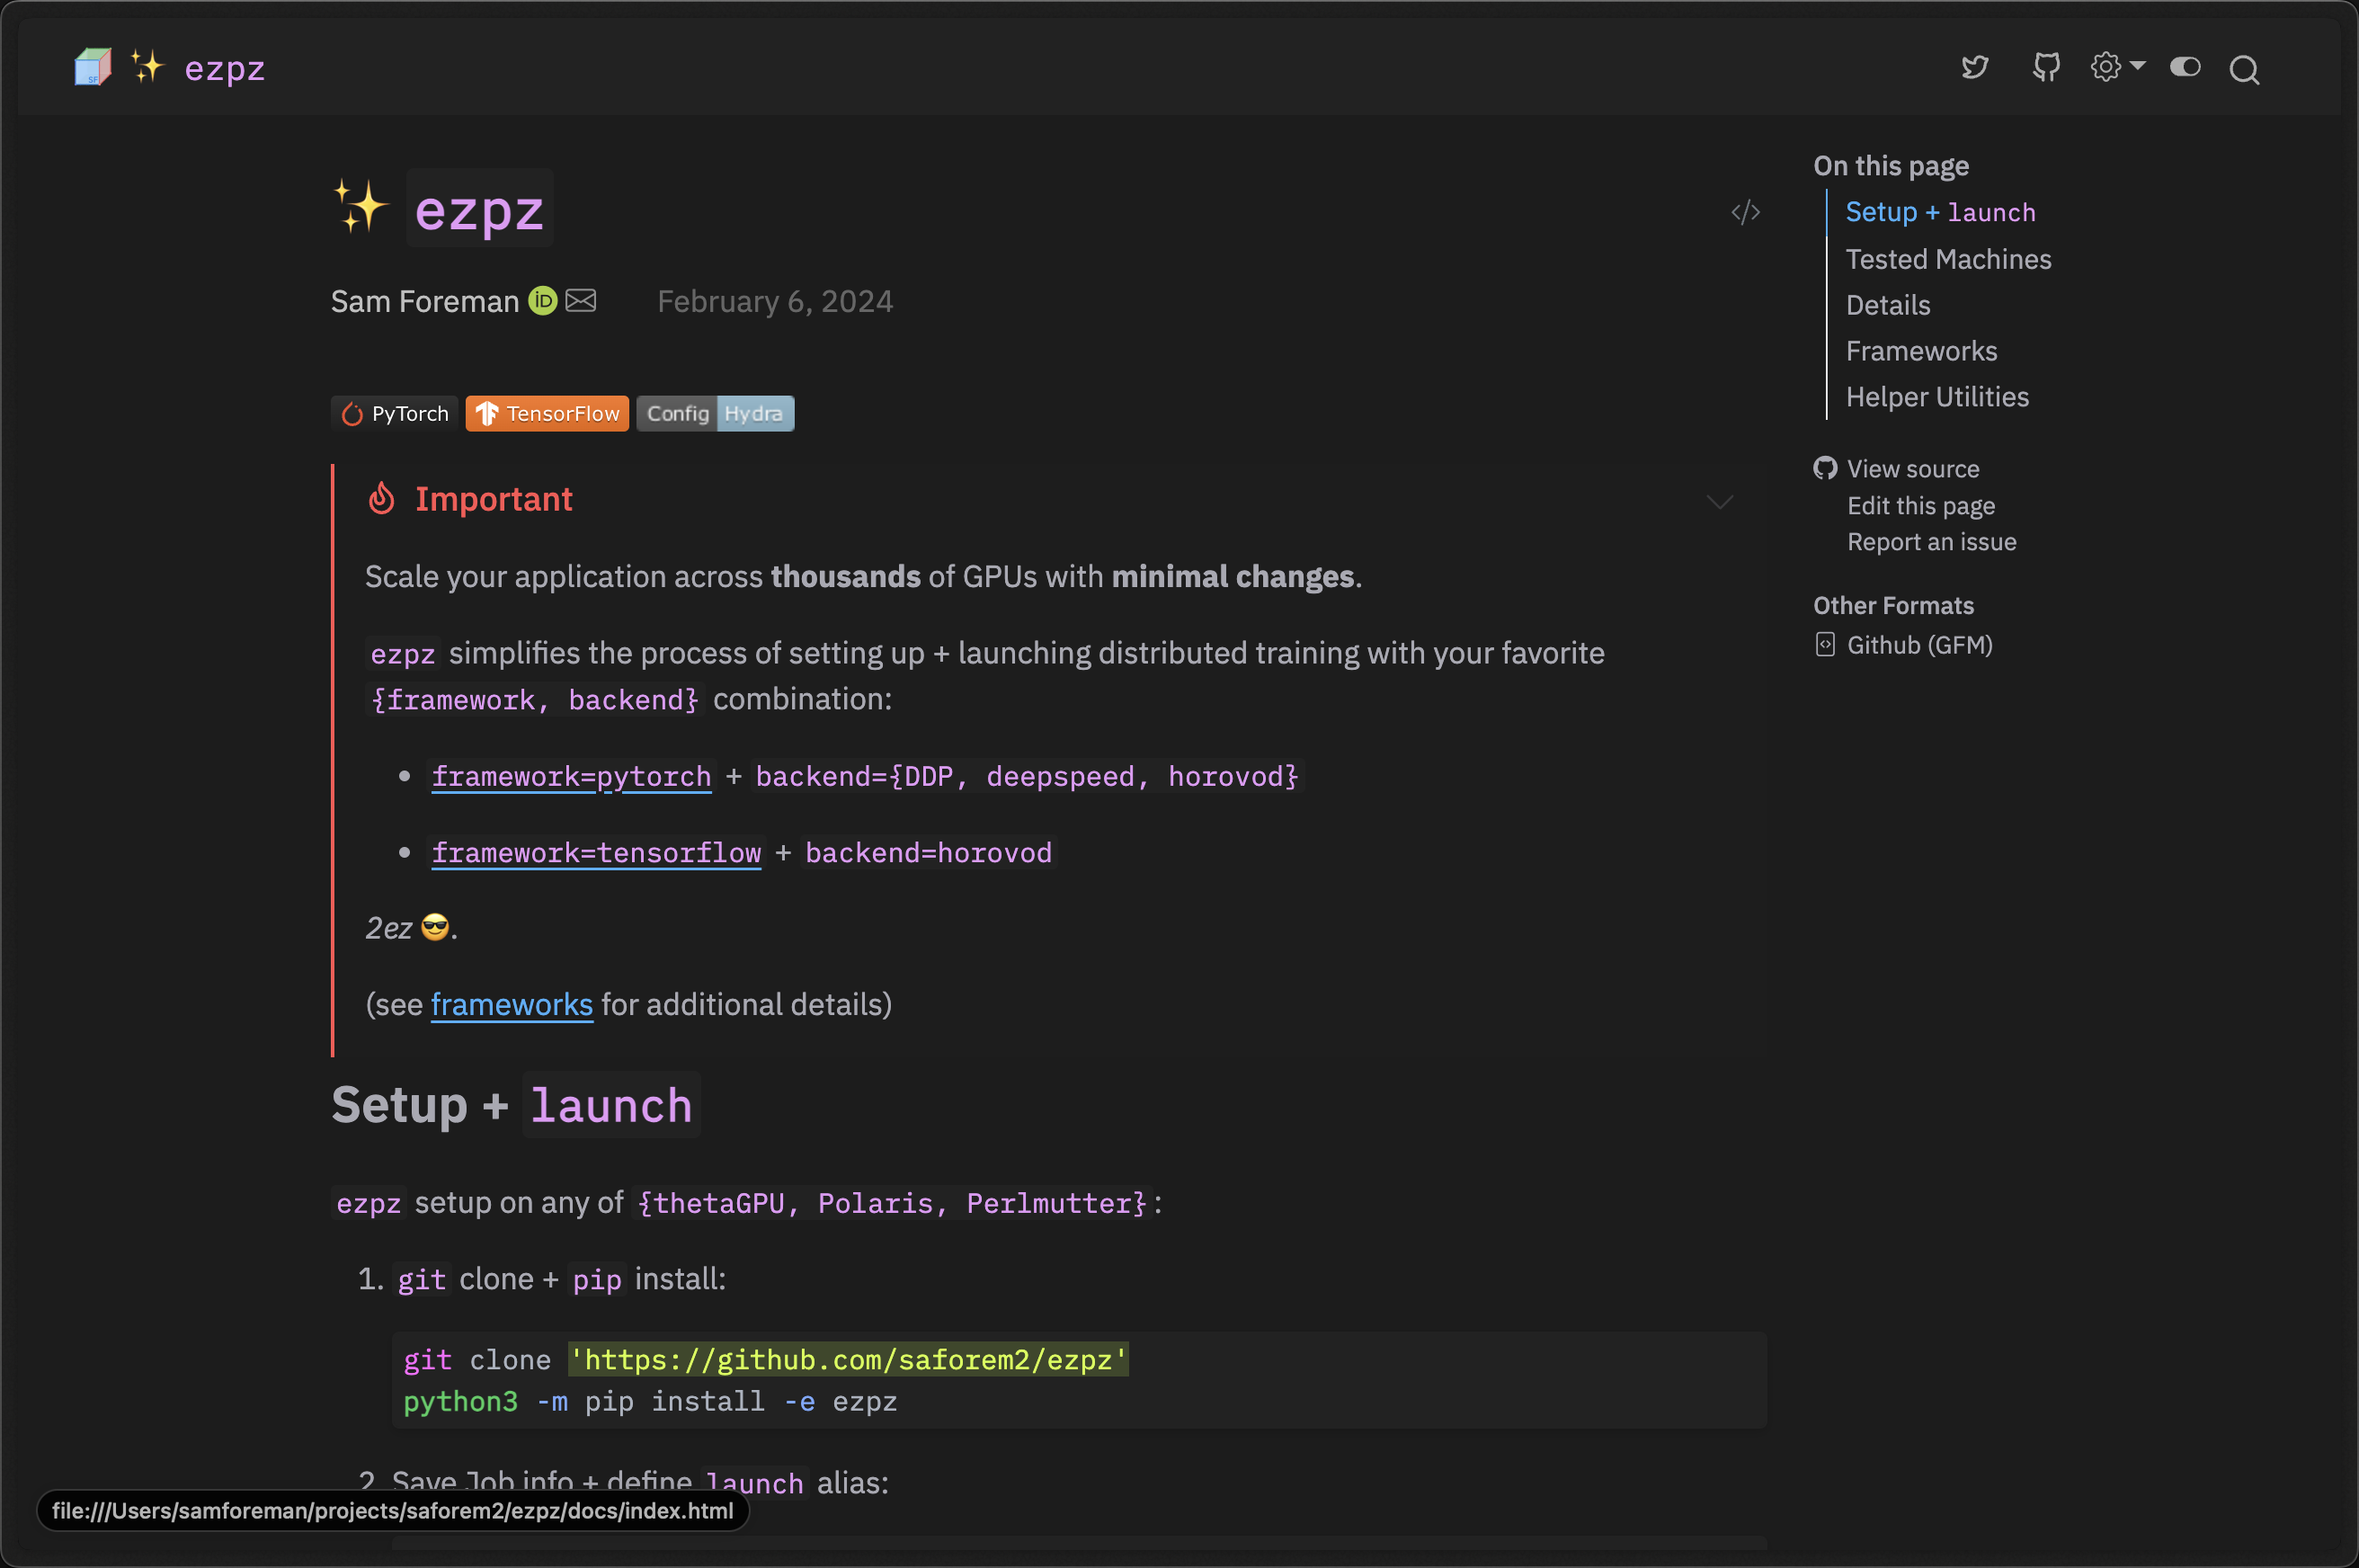 SF
ezpz
ezpz
Sam Foreman iD
February 6, 2024
PyTorch TensorFlow Config Hydra
Important
Scale your application across thousands of GPUs with minimal changes.
ezpz simplifies the process of setting up + launching distributed training with your favorite
{framework, backend} combination:
• framework=pytorch + backend={DDP, deepspeed, horovod}
• framework=tensorflow + backend=horovod
2ez 😎.
(see frameworks for additional details)
Setup + launch
ezpz setup on any of {thetaGPU, Polaris, Perlmutter}:
1. git clone + pip install:
git clone 'https://github.com/saforem2/ezpz'
python3 -m pip install -e ezpz
2. Save Job info + define launch alias:
file:///Users/samforeman/projects/saforem2/ezpz/docs/index.html
On this page
Setup + launch
Tested Machines
Details
Frameworks
Helper Utilities
View source
Edit this page
Report an issue
Other Formats
Github (GFM)